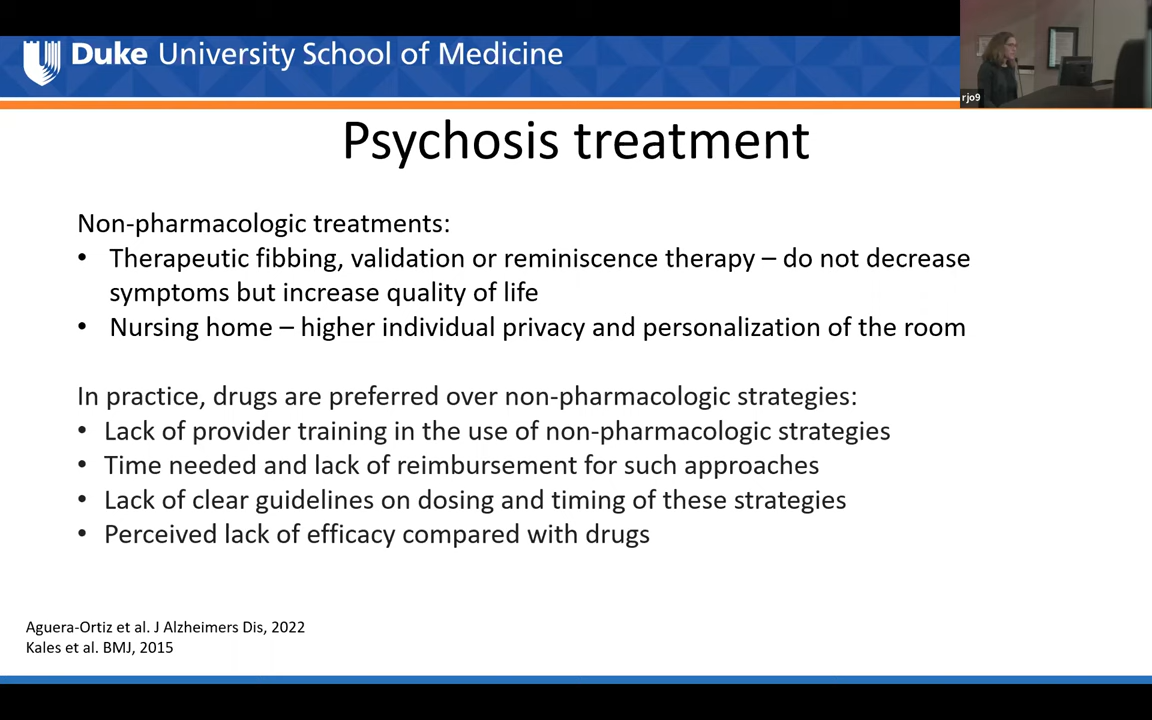 Duke University School of Medicine
rjo9
Psychosis treatment
Non-pharmacologic treatments:
• Therapeutic fibbing, validation or reminiscence therapy – do not decrease
symptoms but increase quality of life
• Nursing home – higher individual privacy and personalization of the room
In practice, drugs are preferred over non-pharmacologic strategies:
• Lack of provider training in the use of non-pharmacologic strategies
• Time needed and lack of reimbursement for such approaches
• Lack of clear guidelines on dosing and timing of these strategies
• Perceived lack of efficacy compared with drugs
Aguera-Ortiz et al. J Alzheimers Dis, 2022
Kales et al. BMJ, 2015